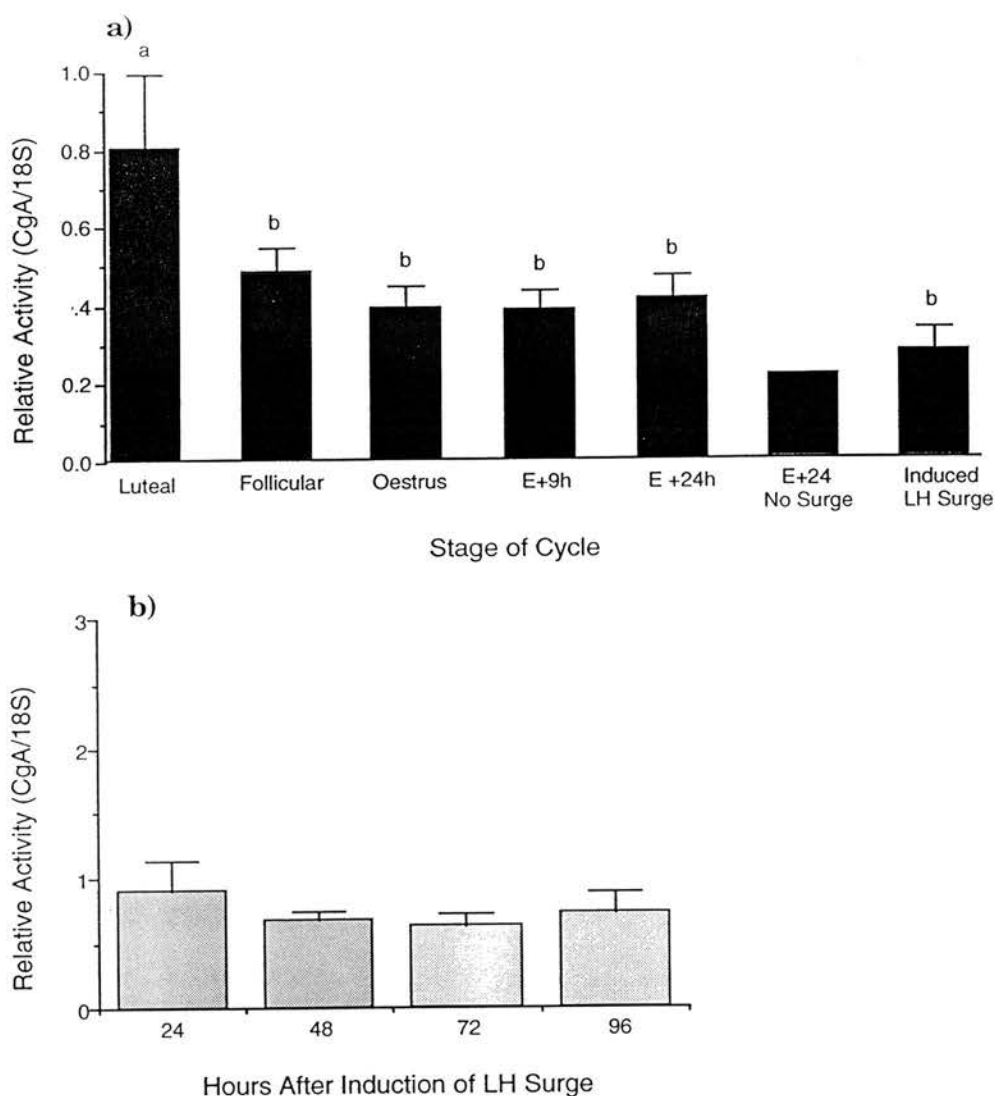 a)
a
1.0
0.8
0.6
.4
0.2
0.0
Relative Activity (CgA/18S)
b
b
b
b
b
Luteal
Follicular
Oestrus
E+9h
E +24h
E+24
No Surge
Induced
LH Surge
Stage of Cycle
b)
3
2
1
0
Relative Activity (CgA/18S)
24
48
72
96
Hours After Induction of LH Surge